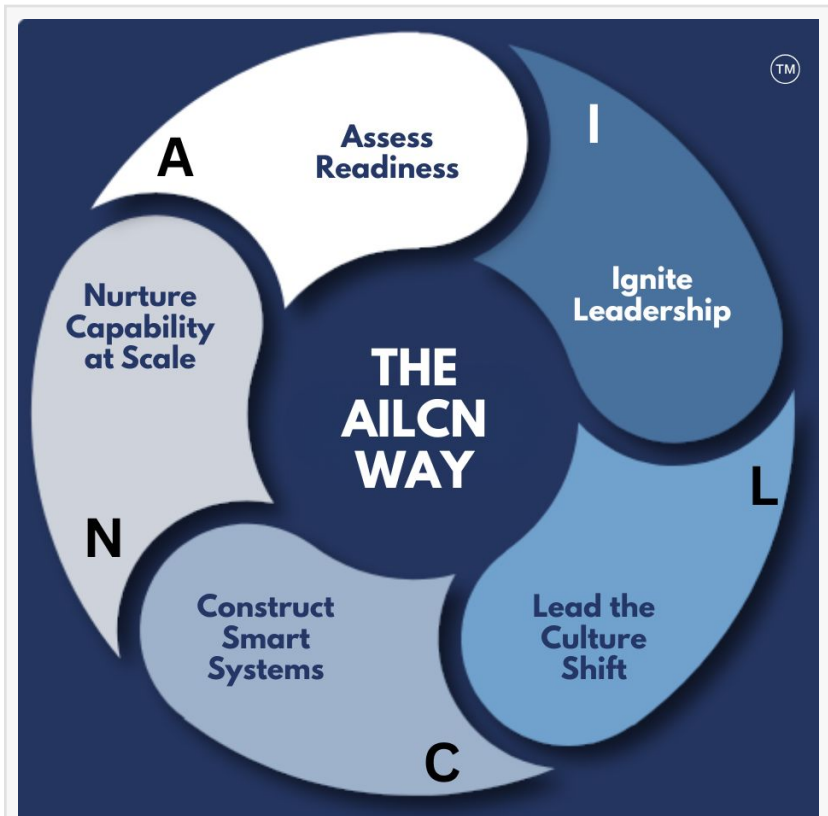 TM
A
Assess
Readiness
I
Ignite
Leadership
L
Lead the
Culture
Shift
C
Construct
Smart
Systems
N
Nurture
Capability
at Scale
THE
AILCN
WAY